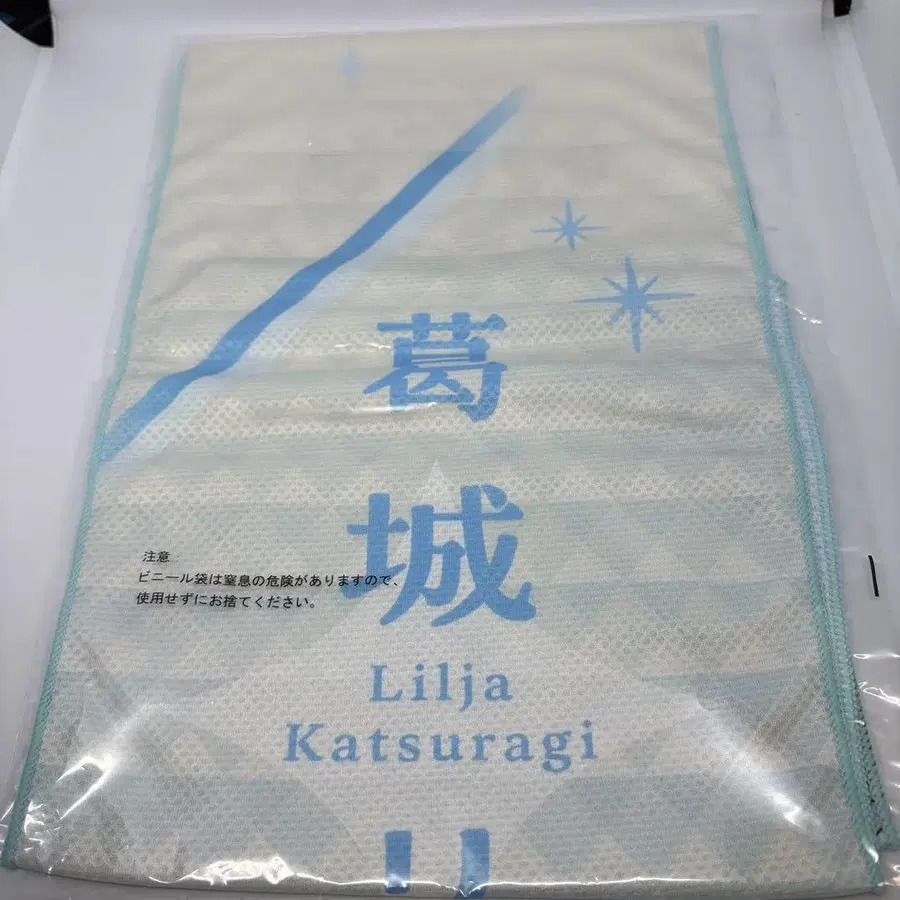 葛
城
Lilja
Katsuragi
リ
注意
ビニール袋は窒息の危険がありますので、
使用せずにお捨てください。